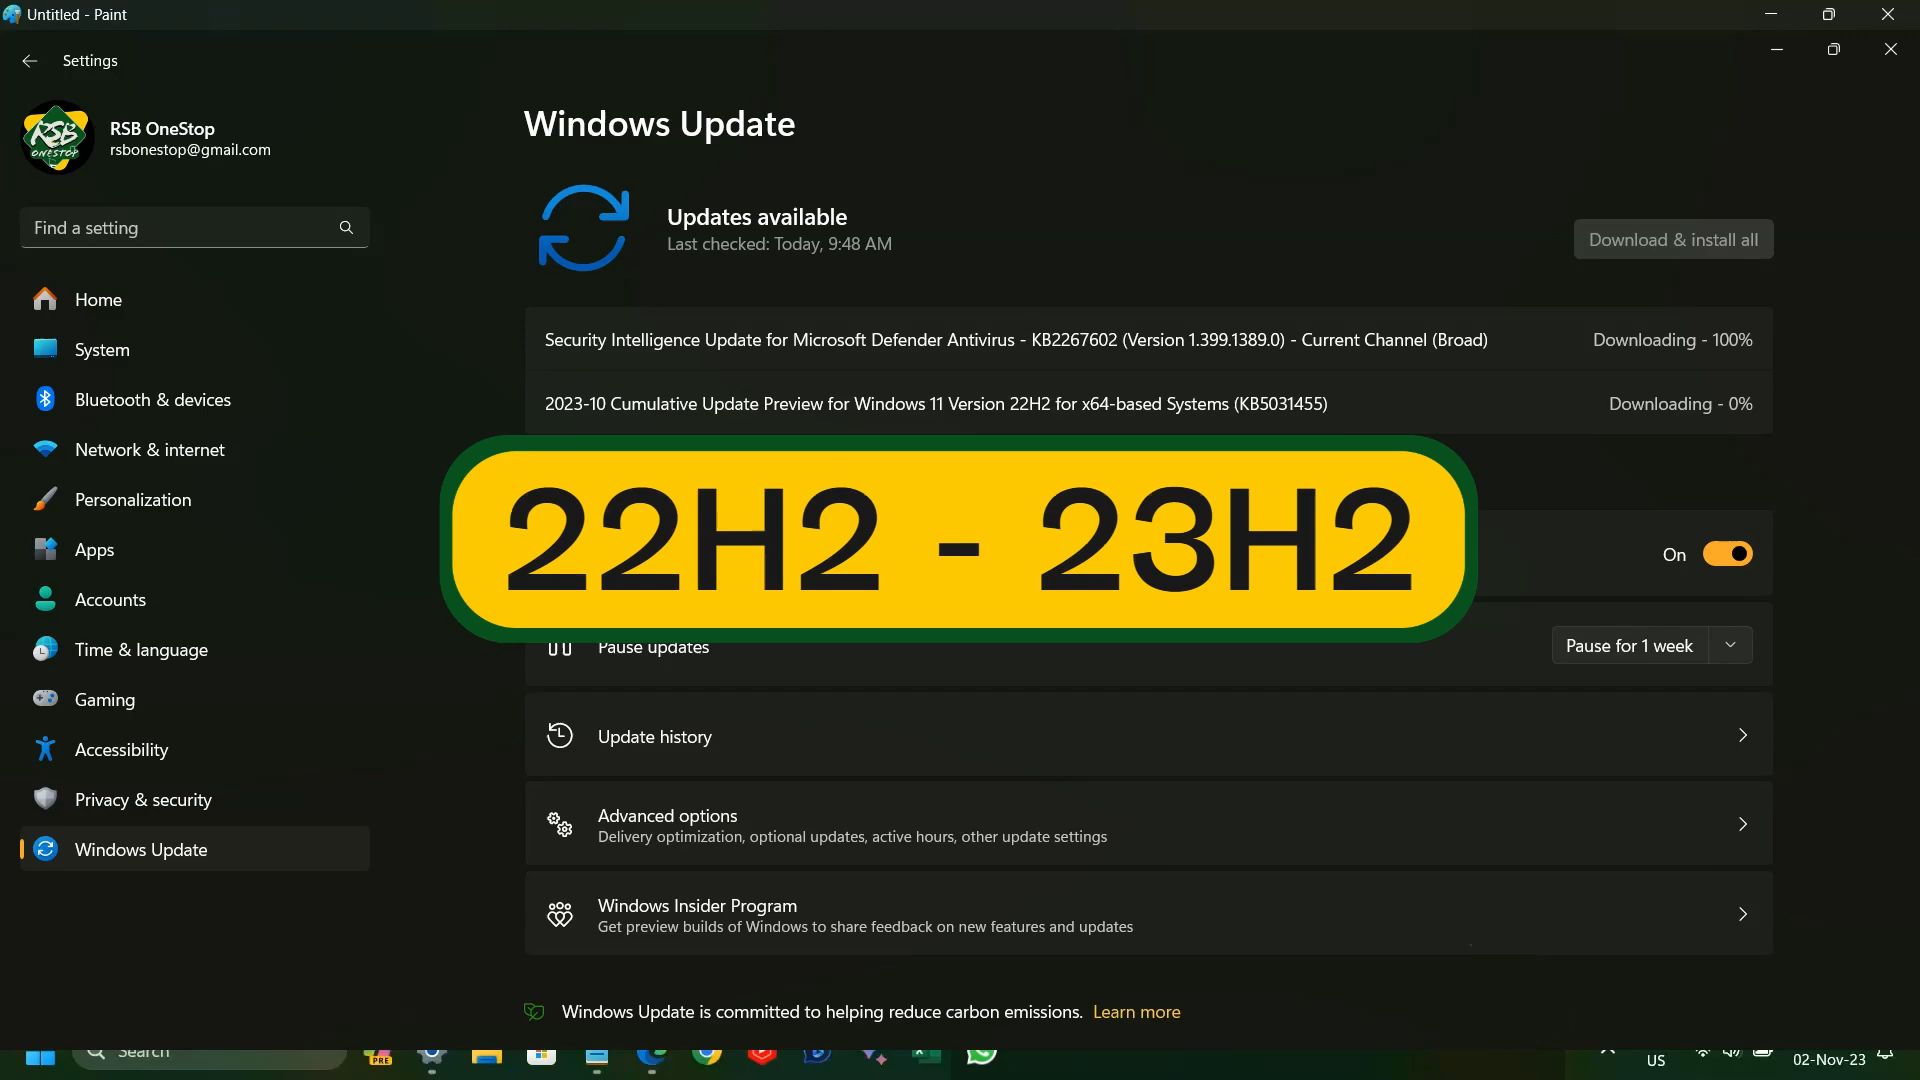 Untitled - Paint
Settings
RSB OneStop
rsbonestop@gmail.com
RSB
ONESTOP
Find a setting
Home
System
Bluetooth & devices
Network & internet
Personalization
Apps
Accounts
Time & language
Gaming
Accessibility
Privacy & security
Windows Update
Windows Update
Updates available
Last checked: Today, 9:48 AM
Download & install all
Security Intelligence Update for Microsoft Defender Antivirus - KB2267602 (Version 1.399.1389.0) - Current Channel (Broad)
Downloading - 100%
2023-10 Cumulative Update Preview for Windows 11 Version 22H2 for x64-based Systems (KB5031455)
Downloading - 0%
22H2 - 23H2
On
Pause updates
Pause for 1 week
Update history
Advanced options
Delivery optimization, optional updates, active hours, other update settings
Windows Insider Program
Get preview builds of Windows to share feedback on new features and updates
Windows Update is committed to helping reduce carbon emissions. Learn more
Search
PRE
US
02-Nov-23